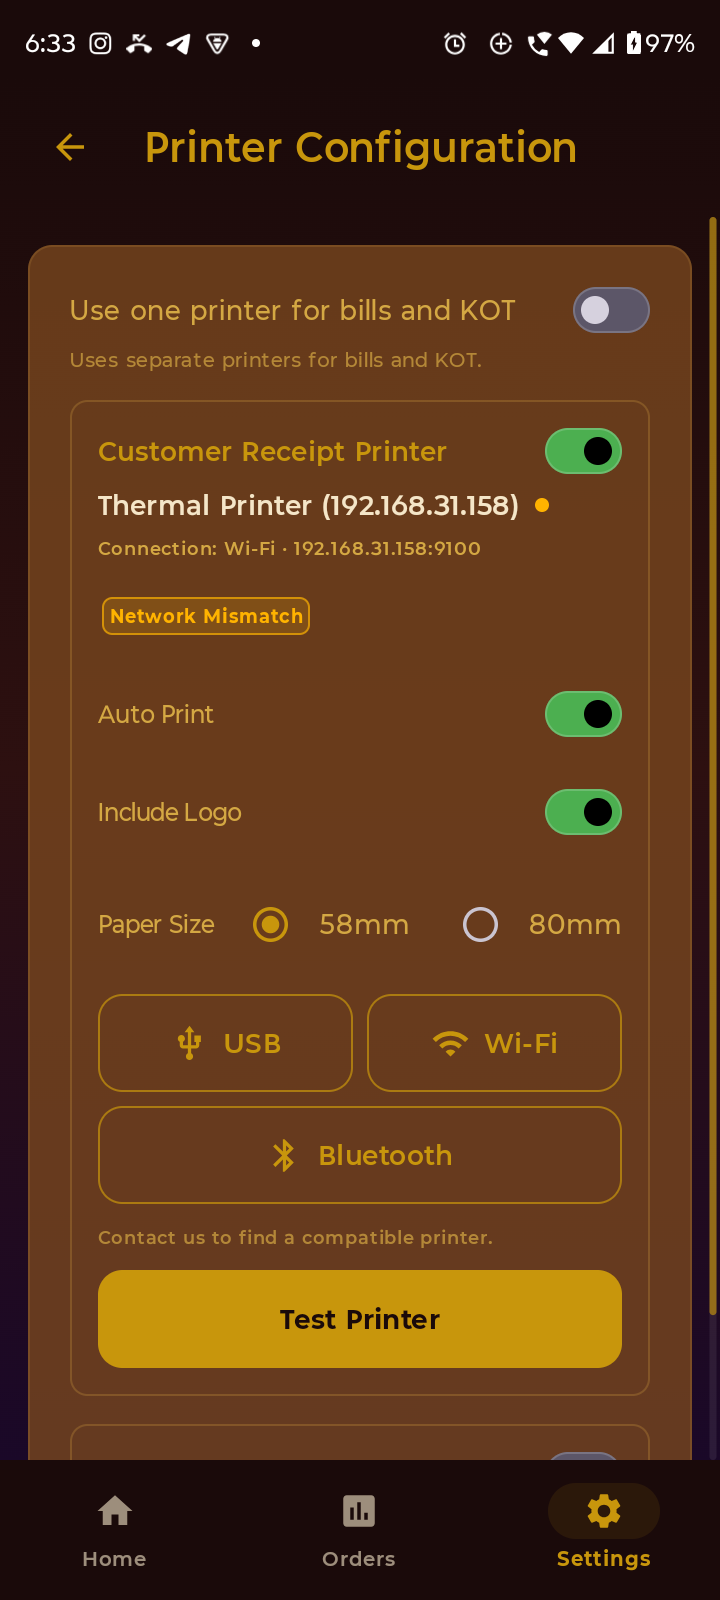 6:33
97%
Printer Configuration
Use one printer for bills and KOT
Uses separate printers for bills and KOT.
Customer Receipt Printer
Thermal Printer (192.168.31.158)
Connection: Wi-Fi · 192.168.31.158:9100
Network Mismatch
Auto Print
Include Logo
Paper Size 58mm 80mm
USB Wi-Fi
Bluetooth
Contact us to find a compatible printer.
Test Printer
Home Orders Settings